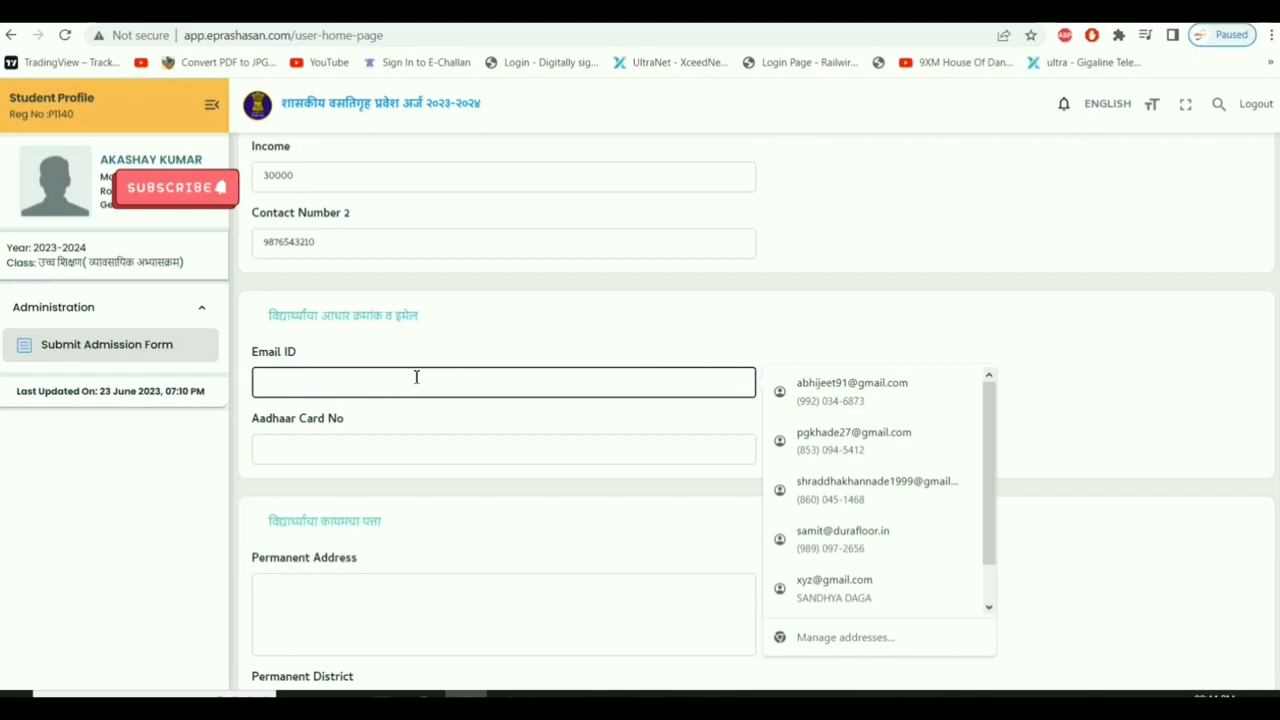 Not secure app.eprashasan.com/user-home-page Paused
TradingView – Track... Convert PDF to JPG... YouTube Sign In to E-Challan Login - Digitally sig... UltraNet - XceedNe... Login Page - Railwir... 9XM House Of Dan... ultra - Gigaline Tele... »
Student Profile
Reg No :P1140
शासकीय वसतिगृह प्रवेश अर्ज २०२३-२०२४
ENGLISH Logout
AKASHAY KUMAR
SUBSCRIBE
Year: 2023-2024
Class: उच्च शिक्षण( व्यावसायिक अभ्यासक्रम)
Administration
Submit Admission Form
Last Updated On: 23 June 2023, 07:10 PM
Income
30000
Contact Number 2
9876543210
विद्यार्थ्याचा आधार क्रमांक व इमेल
Email ID
Aadhaar Card No
विद्यार्थ्याचा कायमचा पत्ता
Permanent Address
Permanent District
abhijeet91@gmail.com
(992) 034-6873
pgkhade27@gmail.com
(853) 094-5412
shraddhakhannade1999@gmail...
(860) 045-1468
samit@durafloor.in
(989) 097-2656
xyz@gmail.com
SANDHYA DAGA
Manage addresses...